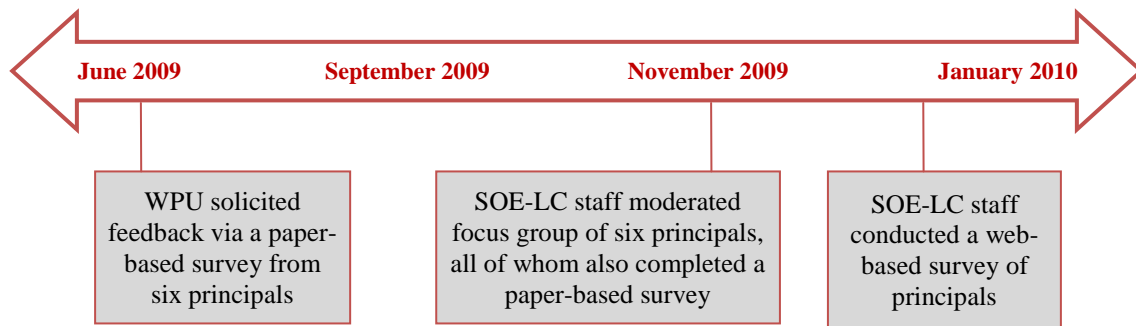 June 2009 September 2009 November 2009 January 2010
WPU solicited
feedback via a paper-
based survey from
six principals
SOE-LC staff moderated
focus group of six principals,
all of whom also completed a
paper-based survey
SOE-LC staff
conducted a web-
based survey of
principals